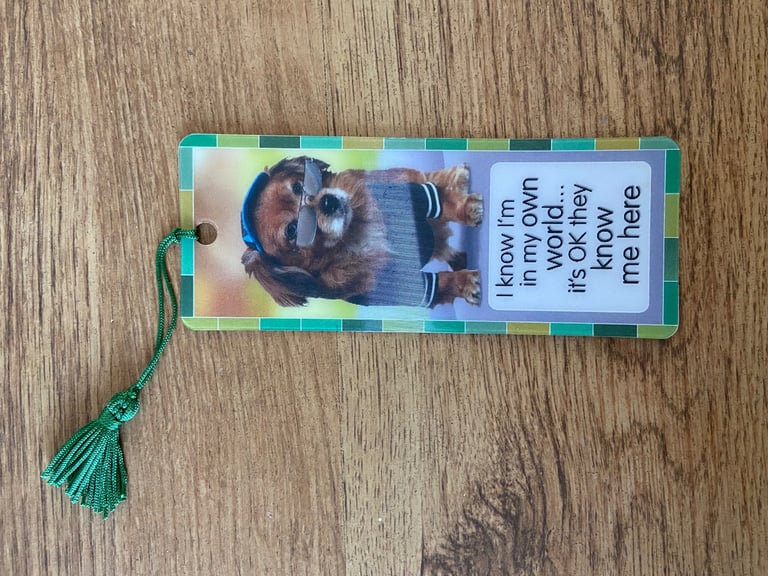 I know I'm
in my own
world...
it's OK they
know
me here